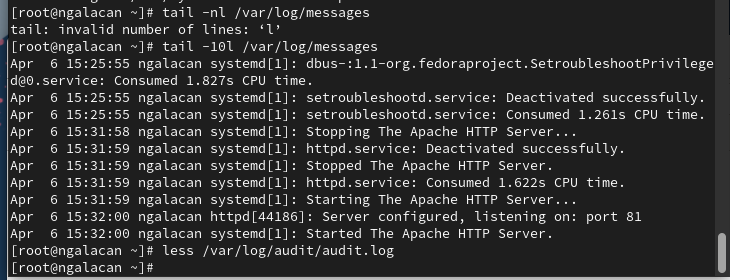 [root@ngalacan ~]# tail -nl /var/log/messages
tail: invalid number of lines: ‘l’
[root@ngalacan ~]# tail -10l /var/log/messages
Apr  6 15:25:55 ngalacan systemd[1]: dbus-:1.1-org.fedoraproject.SetroubleshootPrivilege
d@0.service: Consumed 1.827s CPU time.
Apr  6 15:25:55 ngalacan systemd[1]: setroubleshootd.service: Deactivated successfully.
Apr  6 15:25:55 ngalacan systemd[1]: setroubleshootd.service: Consumed 1.261s CPU time.
Apr  6 15:31:58 ngalacan systemd[1]: Stopping The Apache HTTP Server...
Apr  6 15:31:59 ngalacan systemd[1]: httpd.service: Deactivated successfully.
Apr  6 15:31:59 ngalacan systemd[1]: Stopped The Apache HTTP Server.
Apr  6 15:31:59 ngalacan systemd[1]: httpd.service: Consumed 1.622s CPU time.
Apr  6 15:31:59 ngalacan systemd[1]: Starting The Apache HTTP Server...
Apr  6 15:32:00 ngalacan httpd[44186]: Server configured, listening on: port 81
Apr  6 15:32:00 ngalacan systemd[1]: Started The Apache HTTP Server.
[root@ngalacan ~]# less /var/log/audit/audit.log
[root@ngalacan ~]#